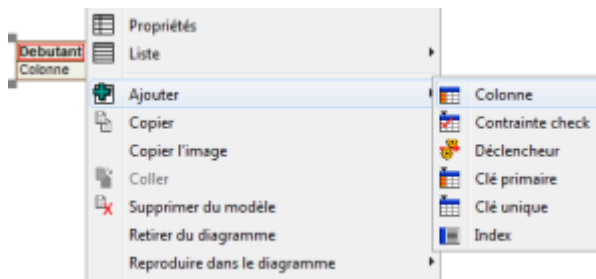 Debutant
Colonne
Propriétés
Liste
Ajouter
Copier
Copier l'image
Coller
Supprimer du modèle
Retirer du diagramme
Reproduire dans le diagramme
Colonne
Contrainte check
Déclencheur
Clé primaire
Clé unique
Index